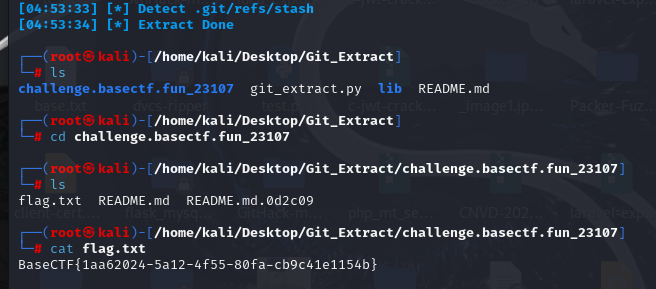 [04:53:33] [*] Detect .git/refs/stash
[04:53:34] [*] Extract Done
┌──(root㉿kali)-[/home/kali/Desktop/Git_Extract]
└─# ls
challenge.basectf.fun_23107  git_extract.py  lib  README.md
┌──(root㉿kali)-[/home/kali/Desktop/Git_Extract]
└─# cd challenge.basectf.fun_23107
┌──(root㉿kali)-[/home/kali/Desktop/Git_Extract/challenge.basectf.fun_23107]
└─# ls
flag.txt  README.md  README.md.0d2c09
┌──(root㉿kali)-[/home/kali/Desktop/Git_Extract/challenge.basectf.fun_23107]
└─# cat flag.txt
BaseCTF{1aa62024-5a12-4f55-80fa-cb9c41e1154b}